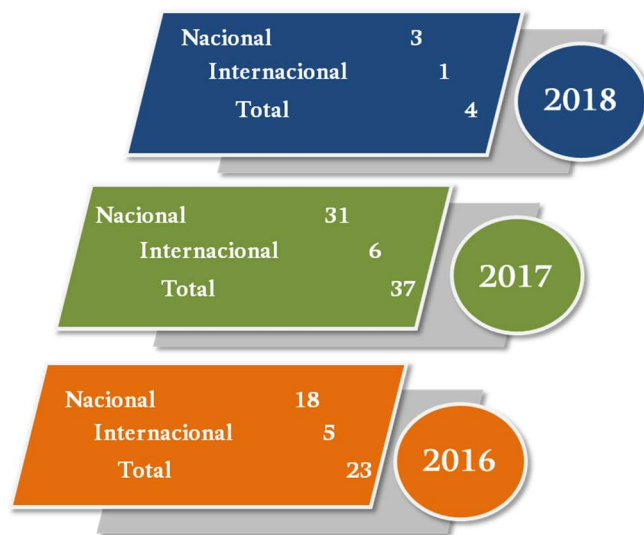 Nacional 3
Internacional 1
Total 4
2018
Nacional 31
Internacional 6
Total 37
2017
Nacional 18
Internacional 5
Total 23
2016